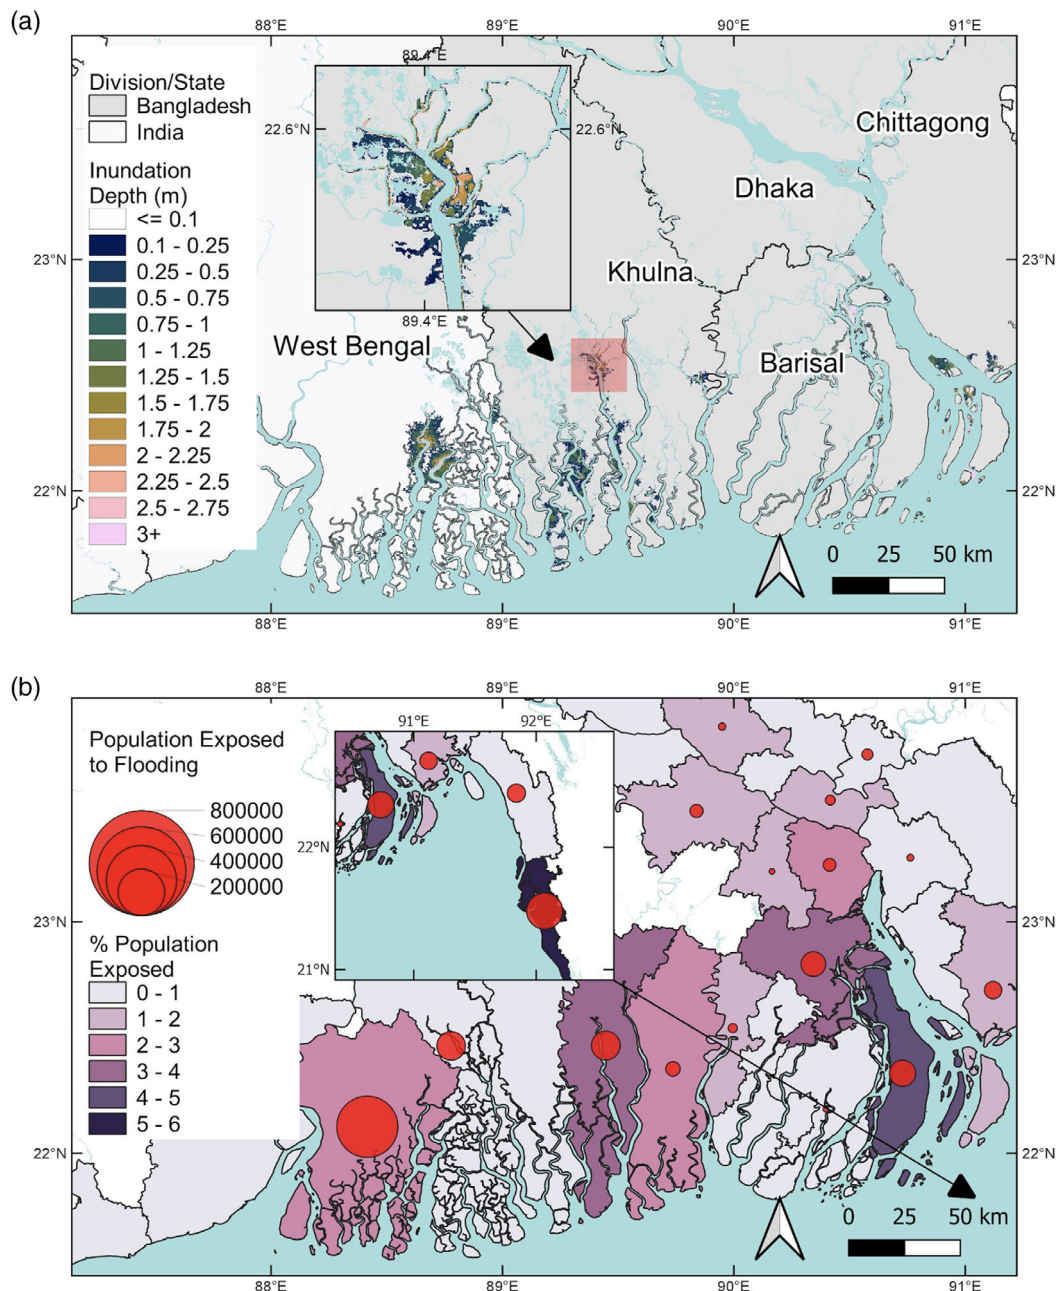 (a)
88°E
89°E
90°E
91°E
Division/State
Bangladesh
India
Inundation
Depth (m)
<= 0.1
0.1 - 0.25
0.25 - 0.5
0.5 - 0.75
0.75 - 1
1 - 1.25
1.25 - 1.5
1.5 - 1.75
1.75 - 2
2 - 2.25
2.25 - 2.5
2.5 - 2.75
3+
89.4°E
22.6°N
22.6°N
89.4°E
Chittagong
Dhaka
Khulna
West Bengal
Barisal
23°N
23°N
22°N
22°N
0 25 50 km
88°E
89°E
90°E
91°E
(b)
88°E
89°E
90°E
91°E
Population Exposed
to Flooding
800000
600000
400000
200000
% Population
Exposed
0 - 1
1 - 2
2 - 3
3 - 4
4 - 5
5 - 6
91°E
92°E
22°N
21°N
23°N
23°N
22°N
22°N
0 25 50 km
88°E
89°E
90°E
91°E